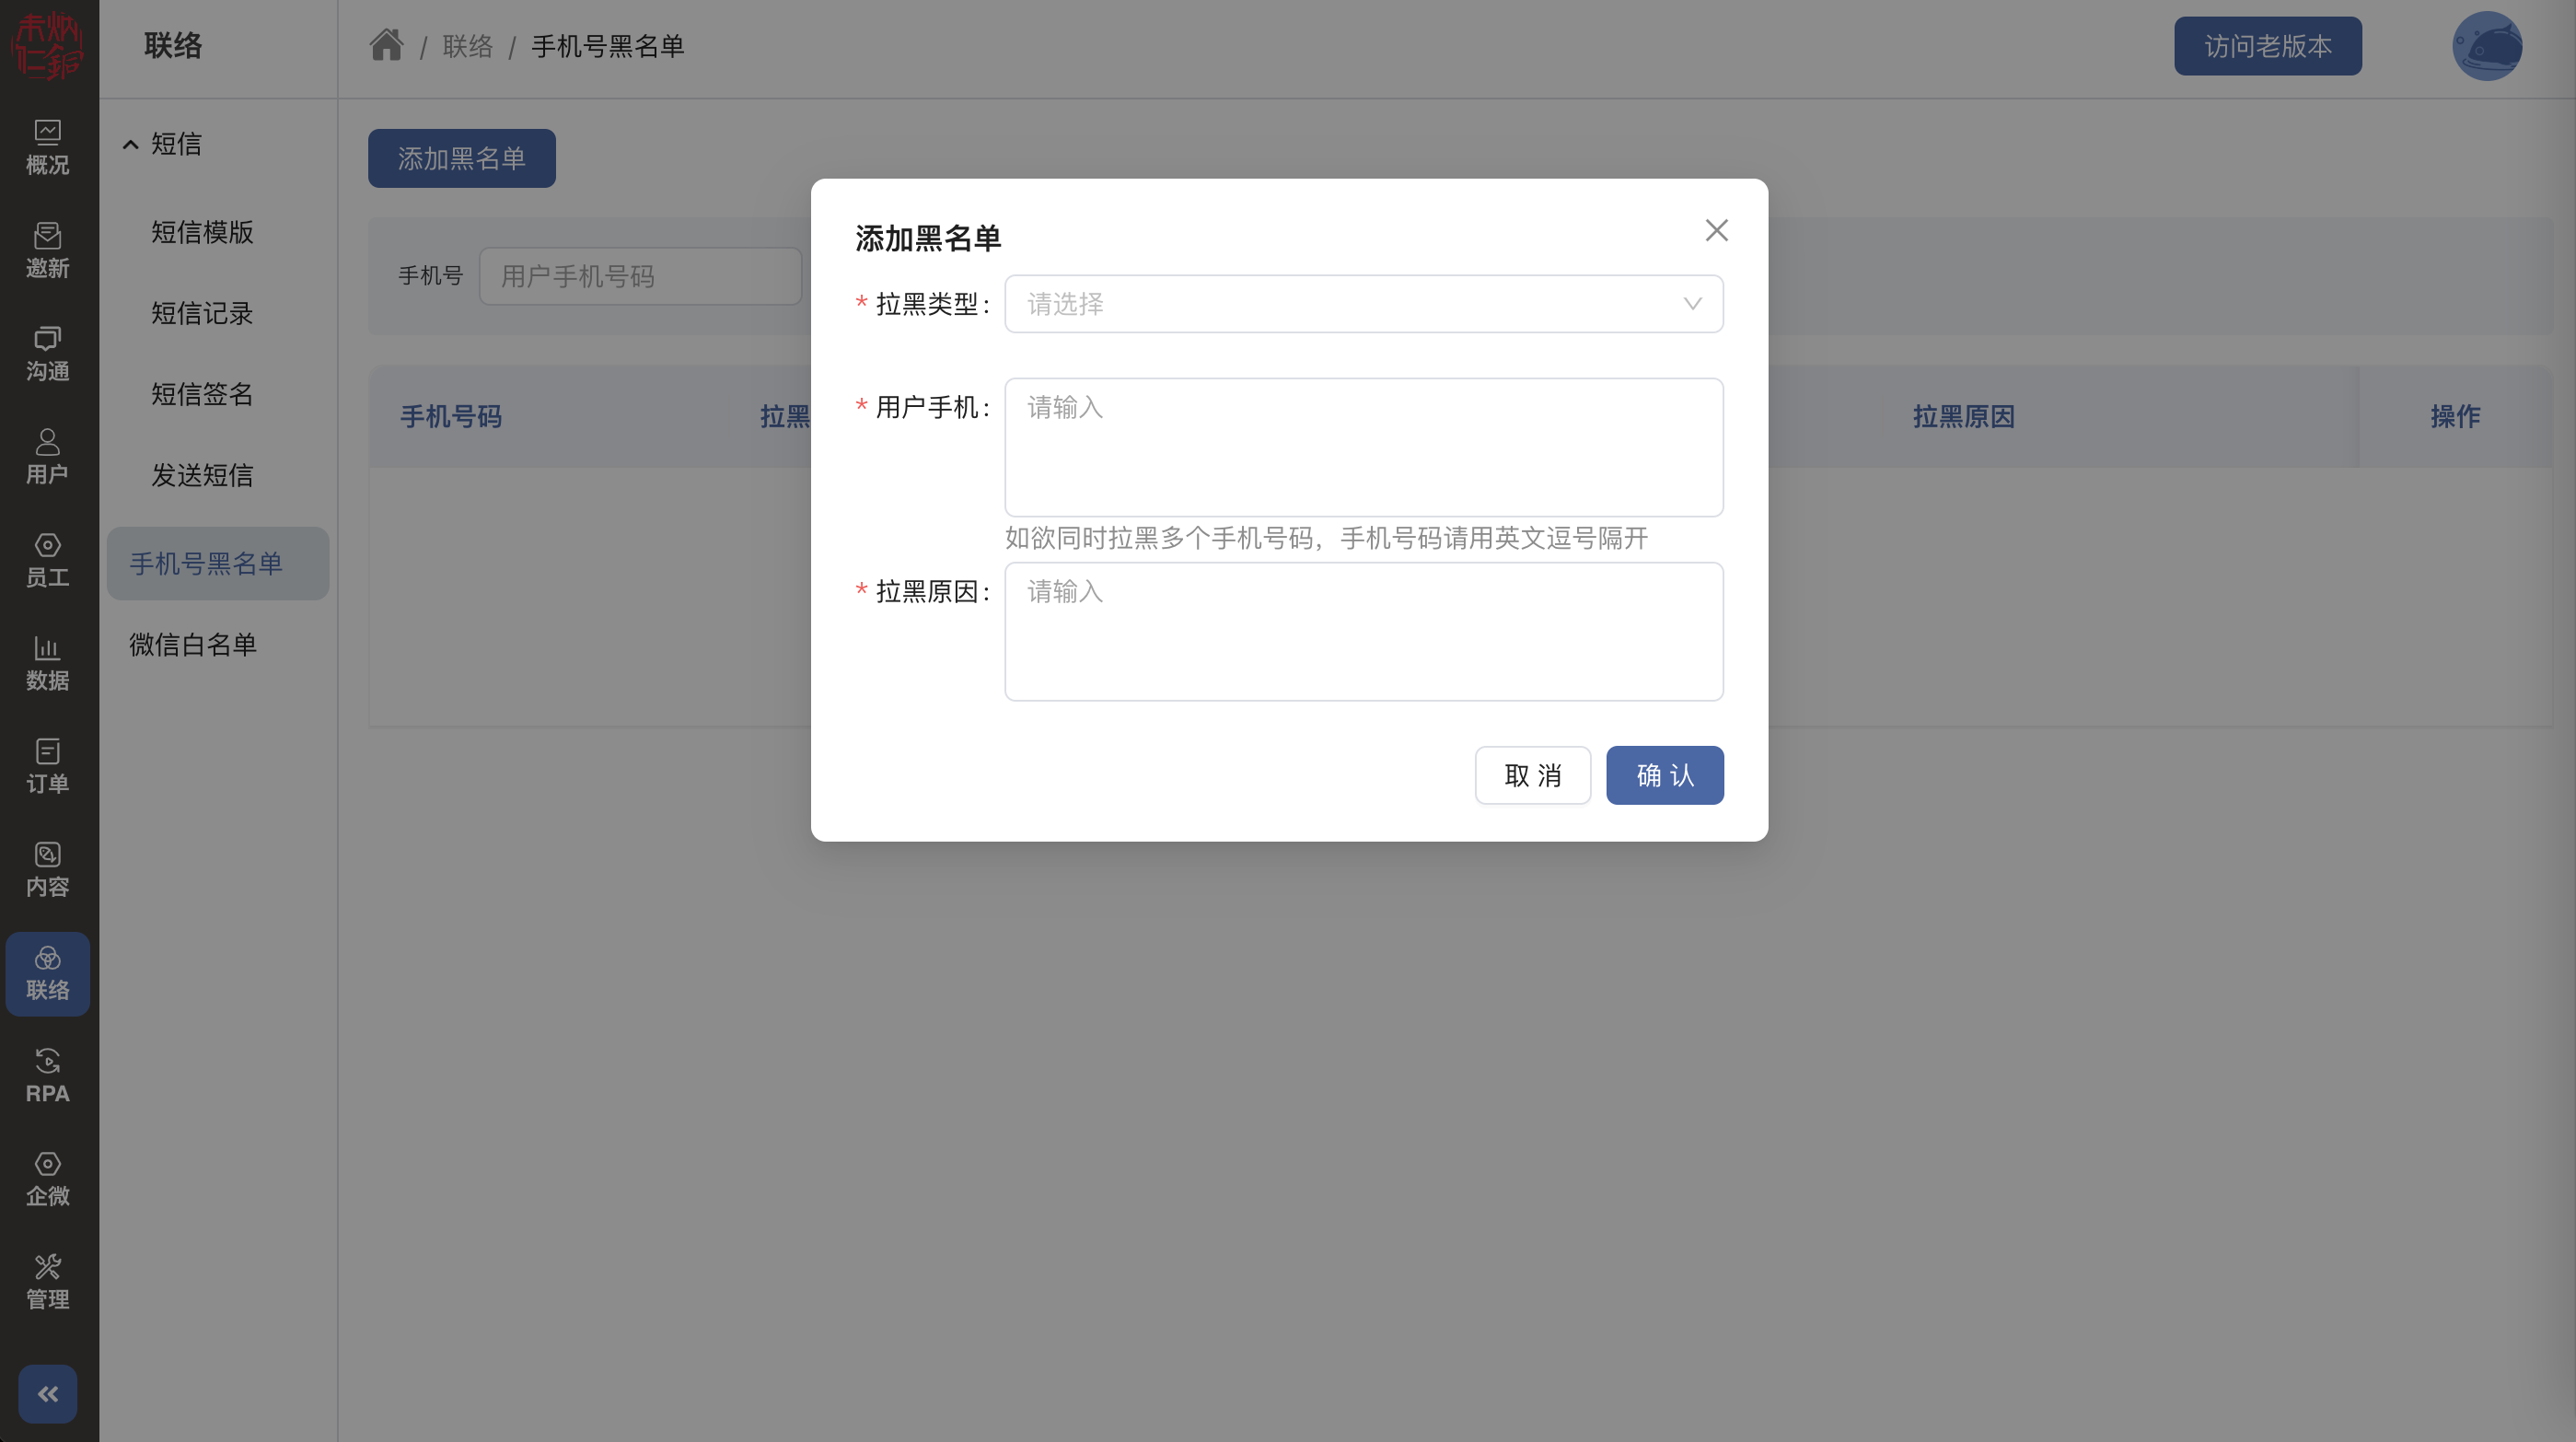 联络
/ 联络 / 手机号黑名单
访问老版本
概况
邀新
沟通
用户
员工
数据
订单
内容
联络
RPA
企微
管理
短信
短信模版
短信记录
短信签名
发送短信
手机号黑名单
微信白名单
添加黑名单
手机号 用户手机号码
手机号码 拉黑 拉黑原因 操作
添加黑名单
* 拉黑类型: 请选择
* 用户手机: 请输入
如欲同时拉黑多个手机号码，手机号码请用英文逗号隔开
* 拉黑原因: 请输入
取 消 确 认